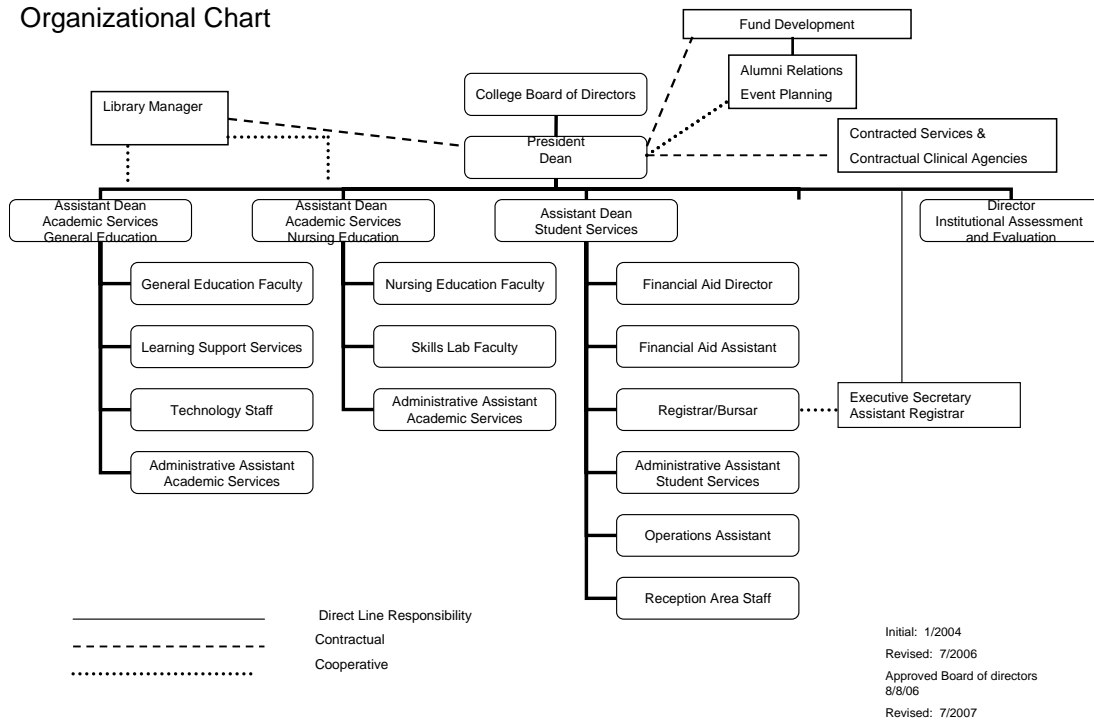 Organizational Chart
Fund Development
Alumni Relations
Event Planning
College Board of Directors
Library Manager
President
Dean
Contracted Services &
Contractual Clinical Agencies
Assistant Dean
Academic Services
General Education
Assistant Dean
Academic Services
Nursing Education
Assistant Dean
Student Services
Director
Institutional Assessment
and Evaluation
General Education Faculty
Learning Support Services
Technology Staff
Administrative Assistant
Academic Services
Nursing Education Faculty
Skills Lab Faculty
Administrative Assistant
Academic Services
Financial Aid Director
Financial Aid Assistant
Registrar/Bursar
Administrative Assistant
Student Services
Operations Assistant
Reception Area Staff
Executive Secretary
Assistant Registrar
Direct Line Responsibility
Contractual
Cooperative
Initial: 1/2004
Revised: 7/2006
Approved Board of directors
8/8/06
Revised: 7/2007